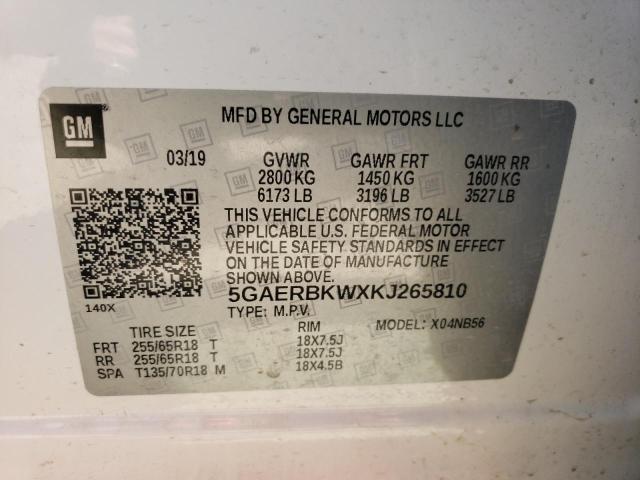 GM
MFD BY GENERAL MOTORS LLC
03/19 GVWR GAWR FRT GAWR RR
2800 KG 1450 KG 1600 KG
6173 LB 3196 LB 3527 LB
THIS VEHICLE CONFORMS TO ALL
APPLICABLE U.S. FEDERAL MOTOR
VEHICLE SAFETY STANDARDS IN EFFECT
ON THE DATE OF MANUFACTURE
SHOWN ABOVE.
140X
5GAERBKWXKJ265810
TYPE: M.P.V.
TIRE SIZE RIM MODEL: X04NB56
FRT 255/65R18 T 18X7.5J
RR 255/65R18 T 18X7.5J
SPA T135/70R18 M 18X4.5B